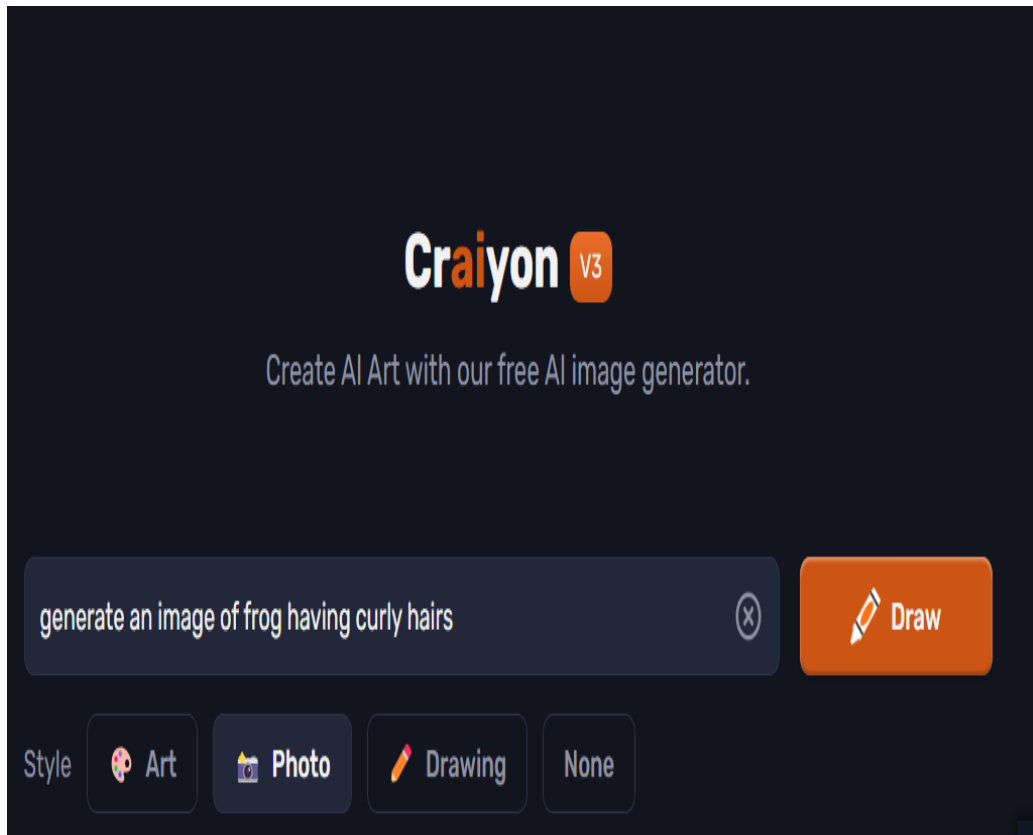 Craiyon V3
Create AI Art with our free AI image generator.
generate an image of frog having curly hairs Draw
Style Art Photo Drawing None